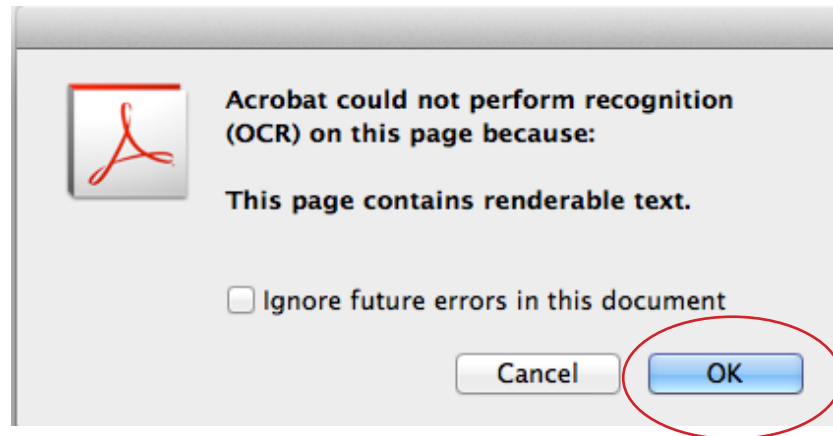 Acrobat could not perform recognition
(OCR) on this page because:
This page contains renderable text.
Ignore future errors in this document
Cancel OK